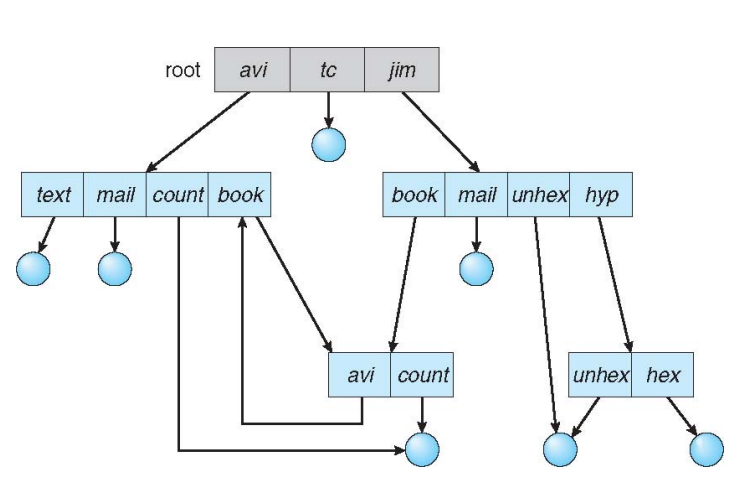 root avi tc jim
text mail count book book mail unhex hyp
avi count unhex hex